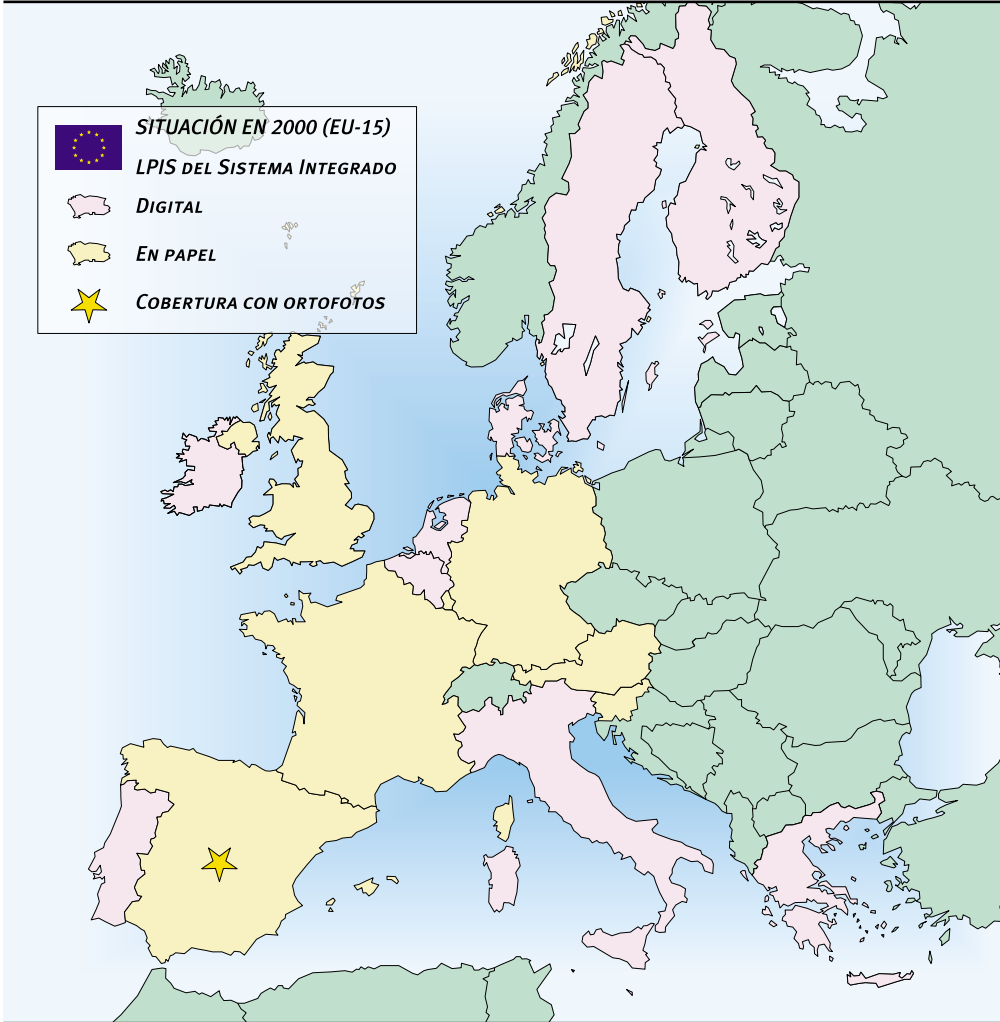 SITUACIÓN EN 2000 (EU-15)
LPIS DEL SISTEMA INTEGRADO
DIGITAL
EN PAPEL
COBERTURA CON ORTOFOTOS